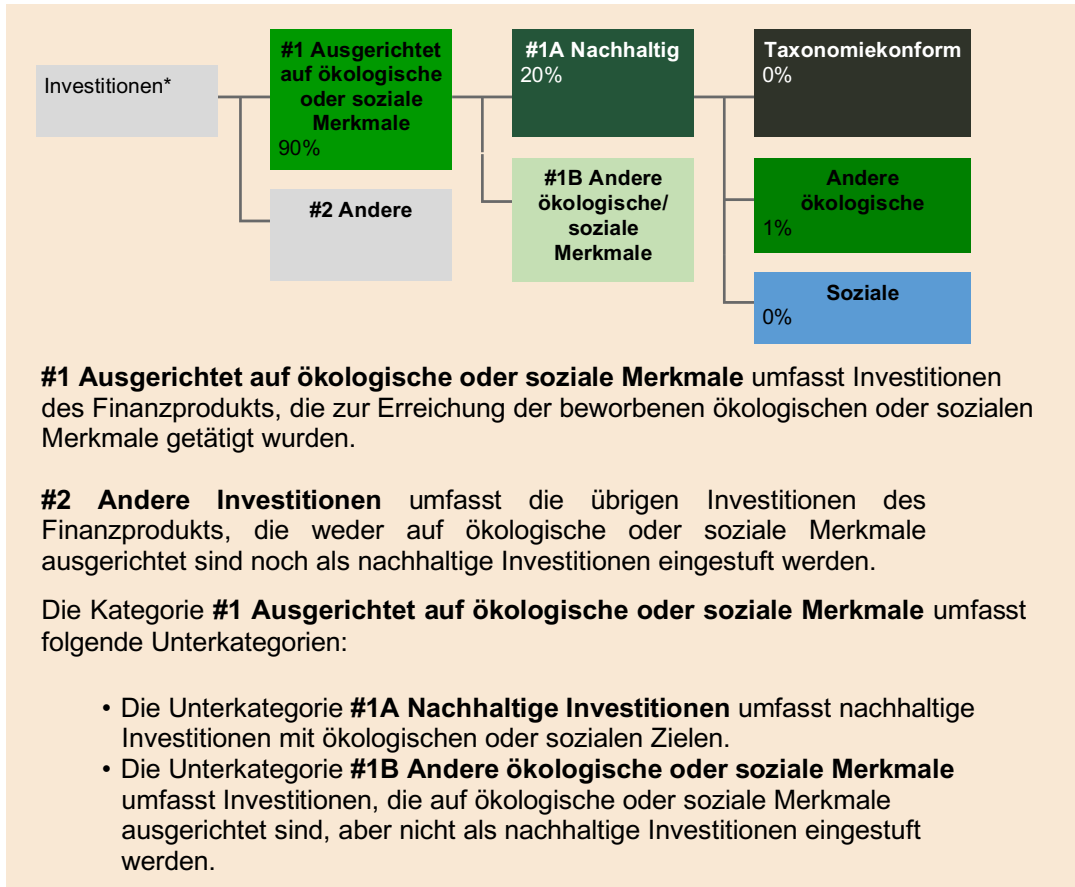 Investitionen*
#1 Ausgerichtet
auf ökologische
oder soziale
Merkmale
90%
#2 Andere
#1A Nachhaltig
20%
#1B Andere
ökologische/
soziale
Merkmale
Taxonomiekonform
0%
Andere
ökologische
1%
Soziale
0%
#1 Ausgerichtet auf ökologische oder soziale Merkmale umfasst Investitionen
des Finanzprodukts, die zur Erreichung der beworbenen ökologischen oder sozialen
Merkmale getätigt wurden.
#2 Andere Investitionen umfasst die übrigen Investitionen des
Finanzprodukts, die weder auf ökologische oder soziale Merkmale
ausgerichtet sind noch als nachhaltige Investitionen eingestuft werden.
Die Kategorie #1 Ausgerichtet auf ökologische oder soziale Merkmale umfasst
folgende Unterkategorien:
• Die Unterkategorie #1A Nachhaltige Investitionen umfasst nachhaltige
Investitionen mit ökologischen oder sozialen Zielen.
• Die Unterkategorie #1B Andere ökologische oder soziale Merkmale
umfasst Investitionen, die auf ökologische oder soziale Merkmale
ausgerichtet sind, aber nicht als nachhaltige Investitionen eingestuft
werden.